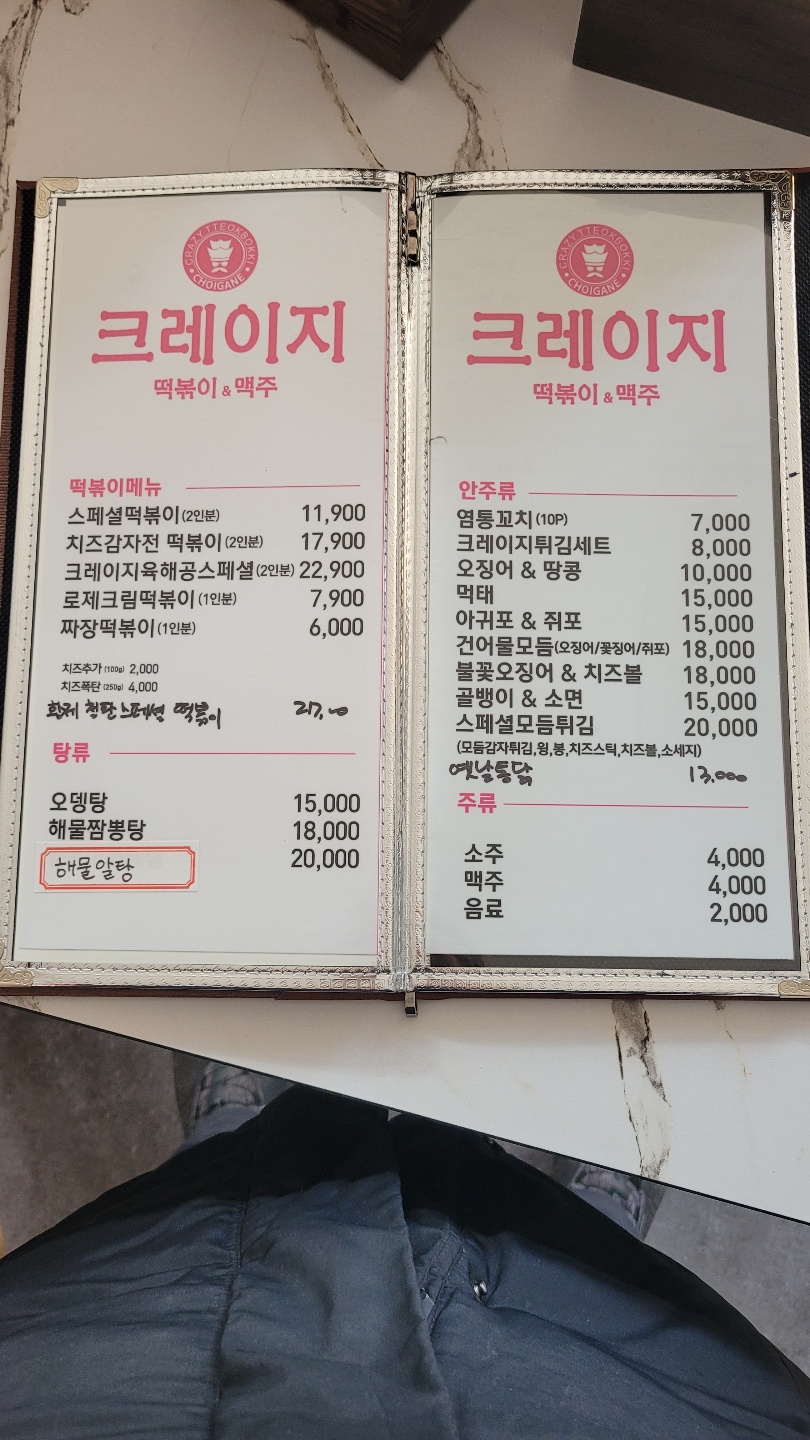 CRAZY TTEOKBOKKI
CHOIGANE
크레이지
떡볶이 & 맥주
떡볶이메뉴
스페셜떡볶이(2인분) 11,900
치즈감자전 떡볶이(2인분) 17,900
크레이지육해공스페셜(2인분) 22,900
로제크림떡볶이(1인분) 7,900
짜장떡볶이(1인분) 6,000
치즈추가(100g) 2,000
치즈폭탄(250g) 4,000
스페셜 떡볶이
탕류
오뎅탕 15,000
해물짬뽕탕 18,000
해물알탕 20,000
CRAZY TTEOKBOKKI
CHOIGANE
크레이지
떡볶이 & 맥주
안주류
염통꼬치(10P) 7,000
크레이지튀김세트 8,000
오징어 & 땅콩 10,000
먹태 15,000
아귀포 & 쥐포 15,000
건어물모듬(오징어/꽃징어/쥐포) 18,000
불꽃오징어 & 치즈볼 18,000
골뱅이 & 소면 15,000
스페셜모듬튀김 20,000
(모듬감자튀김,윙,봉,치즈스틱,치즈볼,소세지)
옛날통닭 13,000
주류
소주 4,000
맥주 4,000
음료 2,000